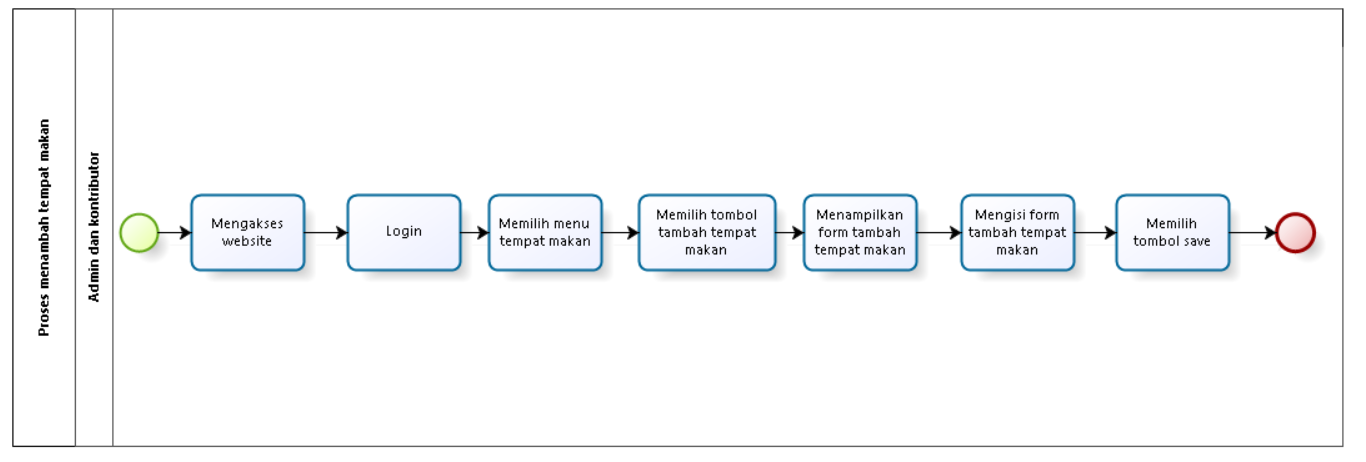 Proses menambah tempat makan
Admin dan kontributor
Mengakses
website
Login
Memilih menu
tempat makan
Memilih tombol
tambah tempat
makan
Menampilkan
form tambah
tempat makan
Mengisi form
tambah tempat
makan
Memilih
tombol save